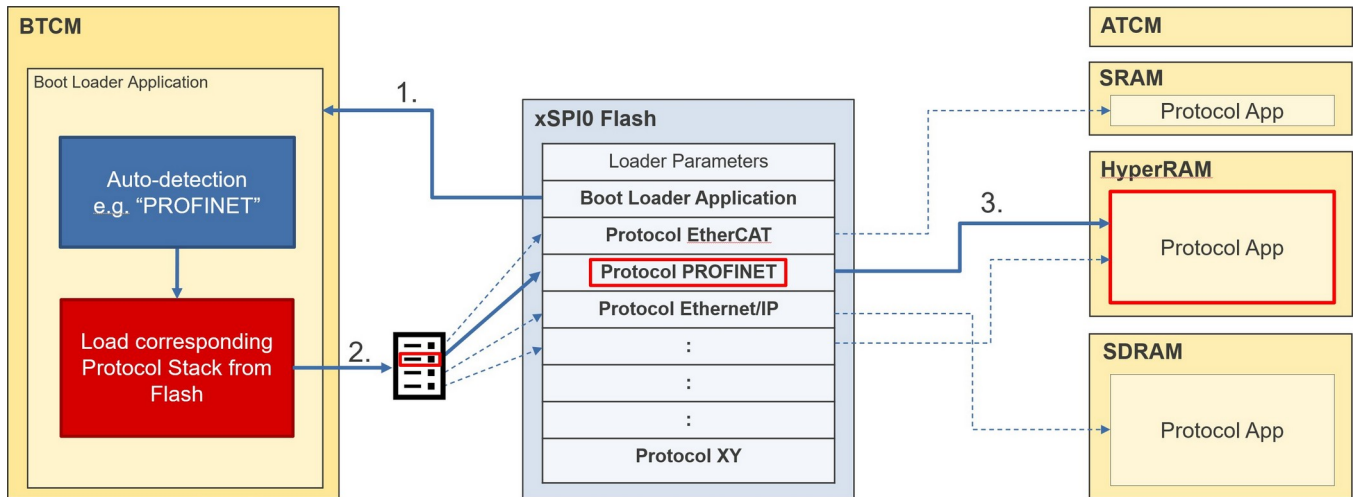 BTCM
Boot Loader Application
Auto-detection
e.g. “PROFINET”
Load corresponding
Protocol Stack from
Flash
1.
2.
xSPI0 Flash
Loader Parameters
Boot Loader Application
Protocol EtherCAT
Protocol PROFINET
Protocol Ethernet/IP
:
:
:
Protocol XY
3.
ATCM
SRAM
Protocol App
HyperRAM
Protocol App
SDRAM
Protocol App